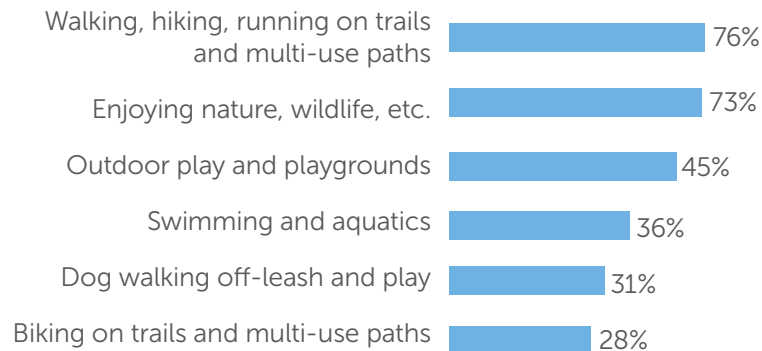 Walking, hiking, running on trails
and multi-use paths
76%
Enjoying nature, wildlife, etc.
73%
Outdoor play and playgrounds
45%
Swimming and aquatics
36%
Dog walking off-leash and play
31%
Biking on trails and multi-use paths
28%